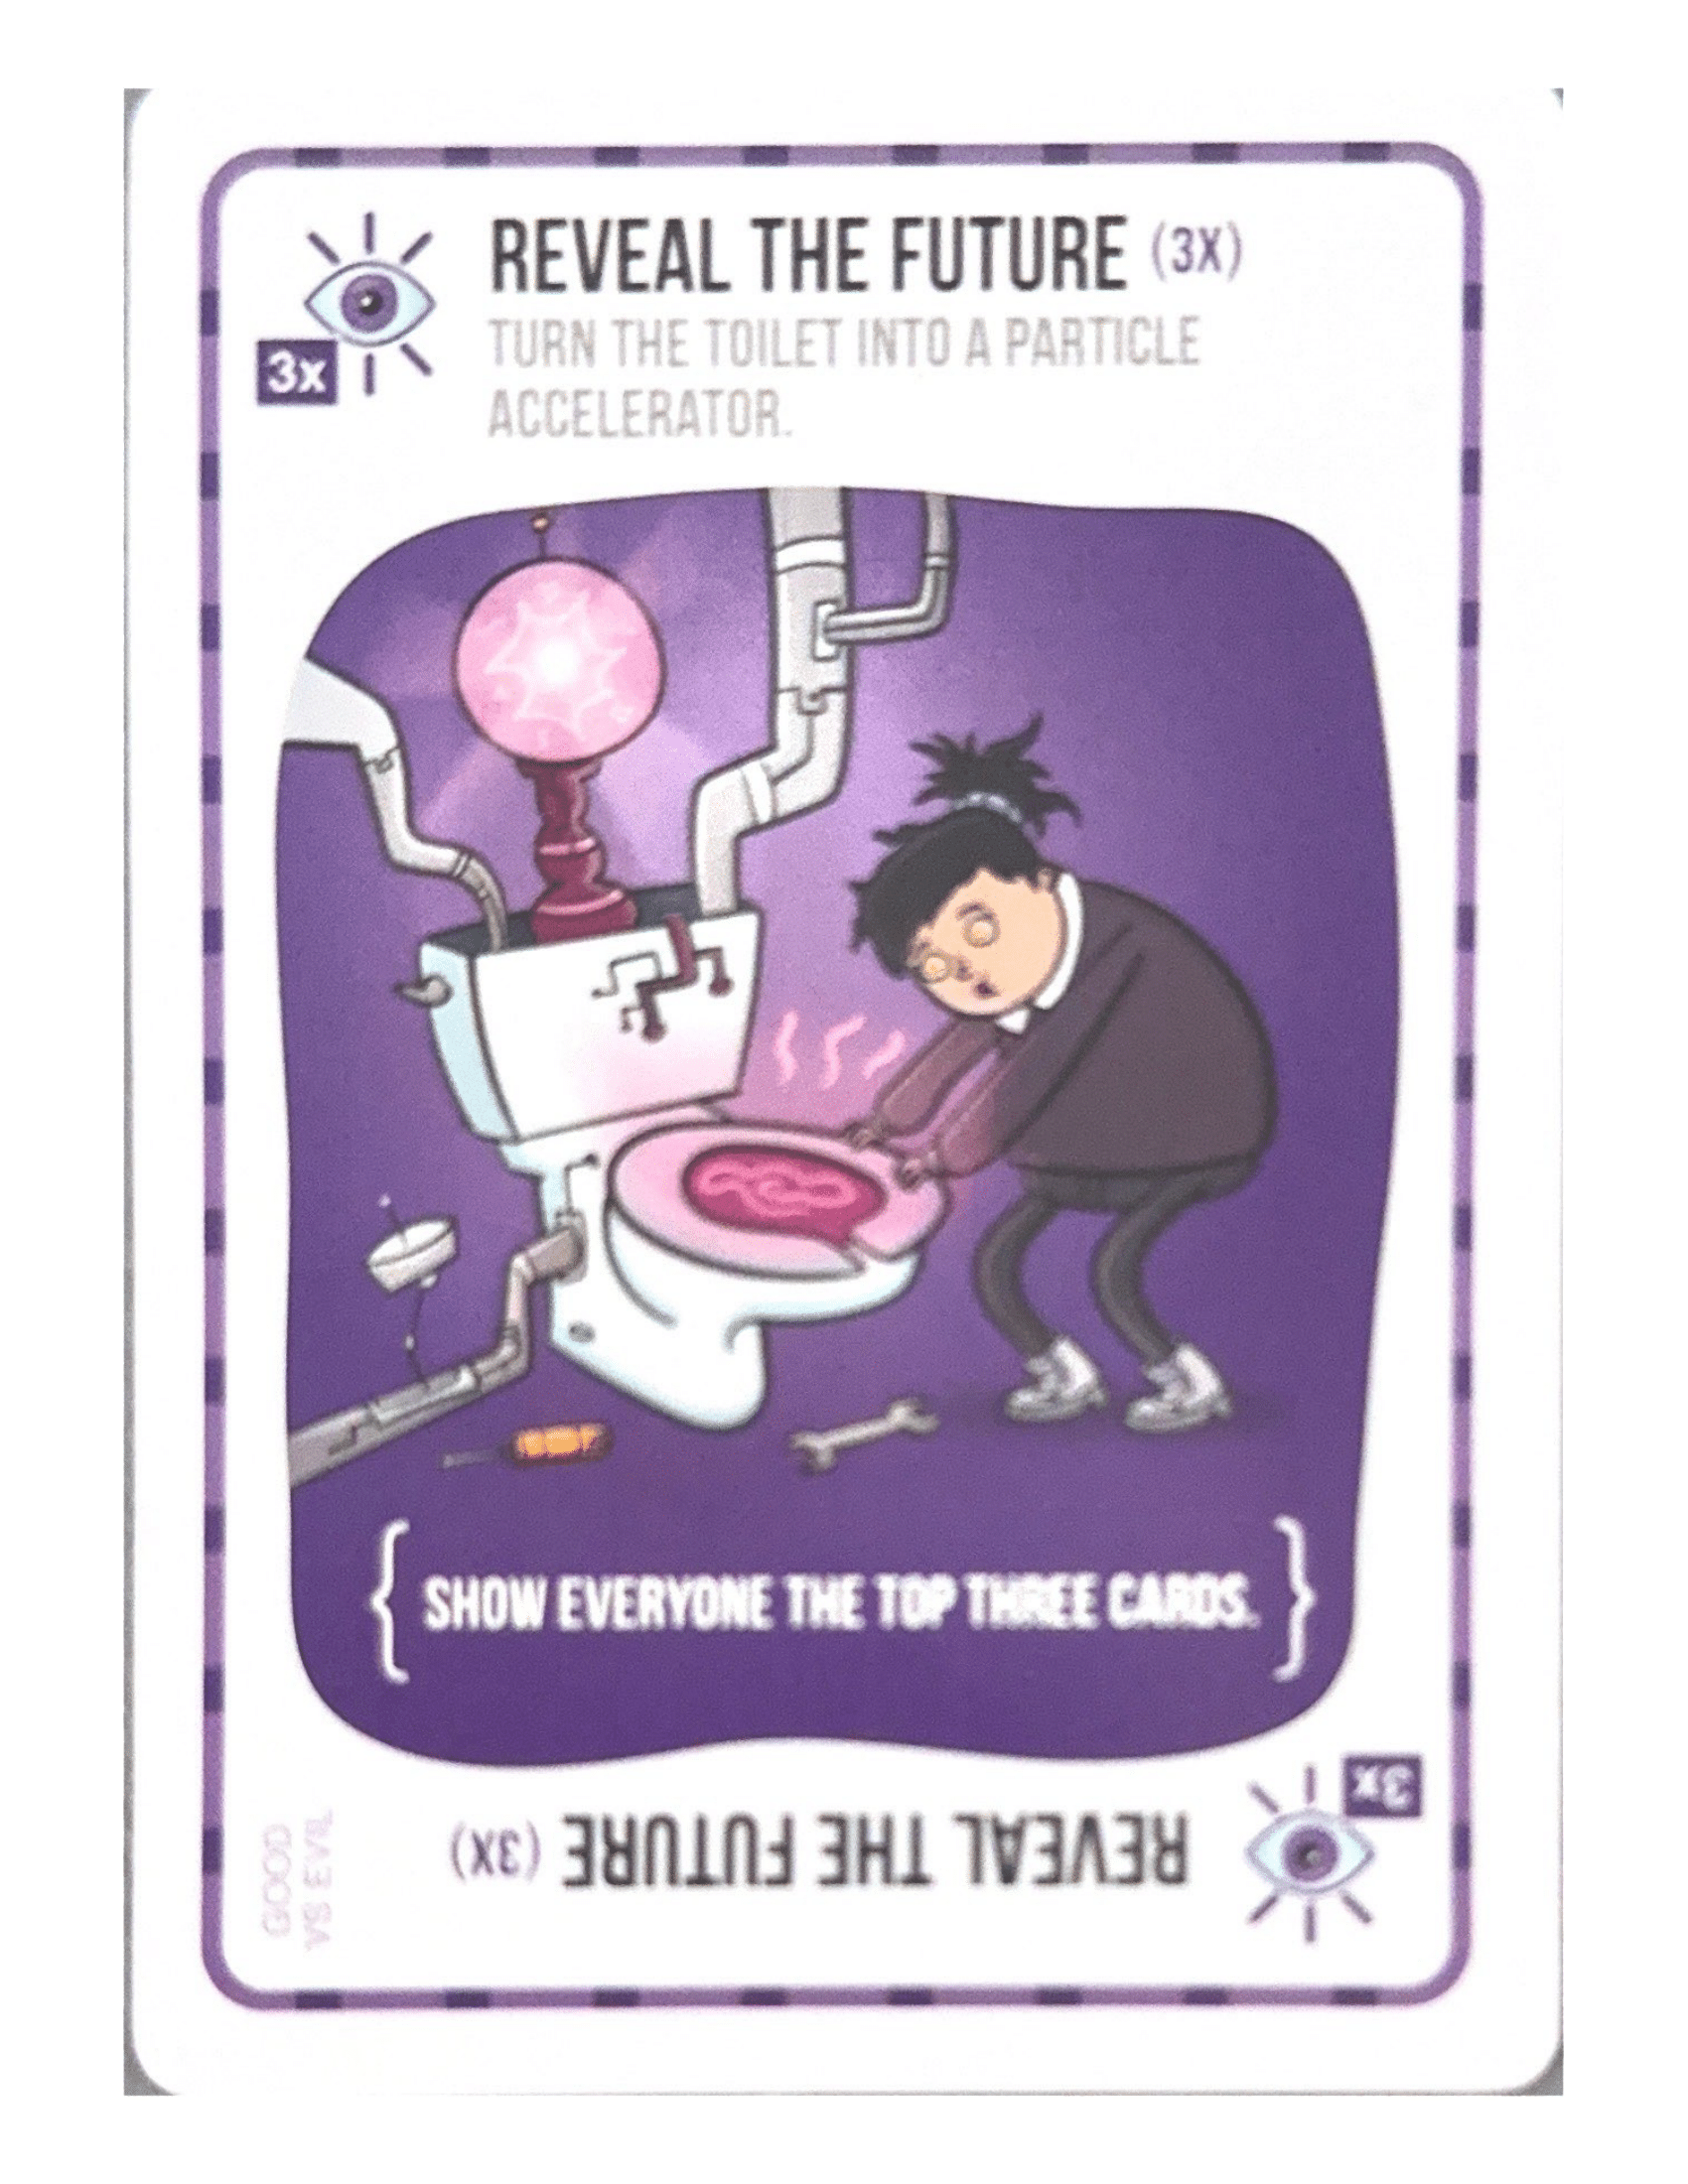 REVEAL THE FUTURE (3X)
3x
TURN THE TOILET INTO A PARTICLE
ACCELERATOR.
SHOW EVERYONE THE TOP THREE CARDS.
3x
REVEAL THE FUTURE (3X)
GOOD
VS EVIL